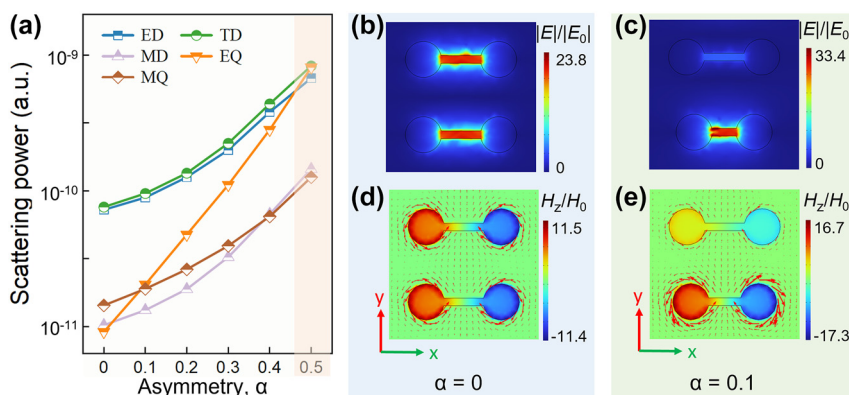 (a)
Scattering power (a.u.)
10-9
10-10
10-11
ED
TD
MD
EQ
MQ
0
0.1
0.2
0.3
0.4
0.5
Asymmetry, α
(b)
|E|/|E0|
23.8
0
(c)
|E|/|E0|
33.4
0
(d)
HZ/H0
11.5
-11.4
y
x
α = 0
(e)
HZ/H0
16.7
-17.3
y
x
α = 0.1